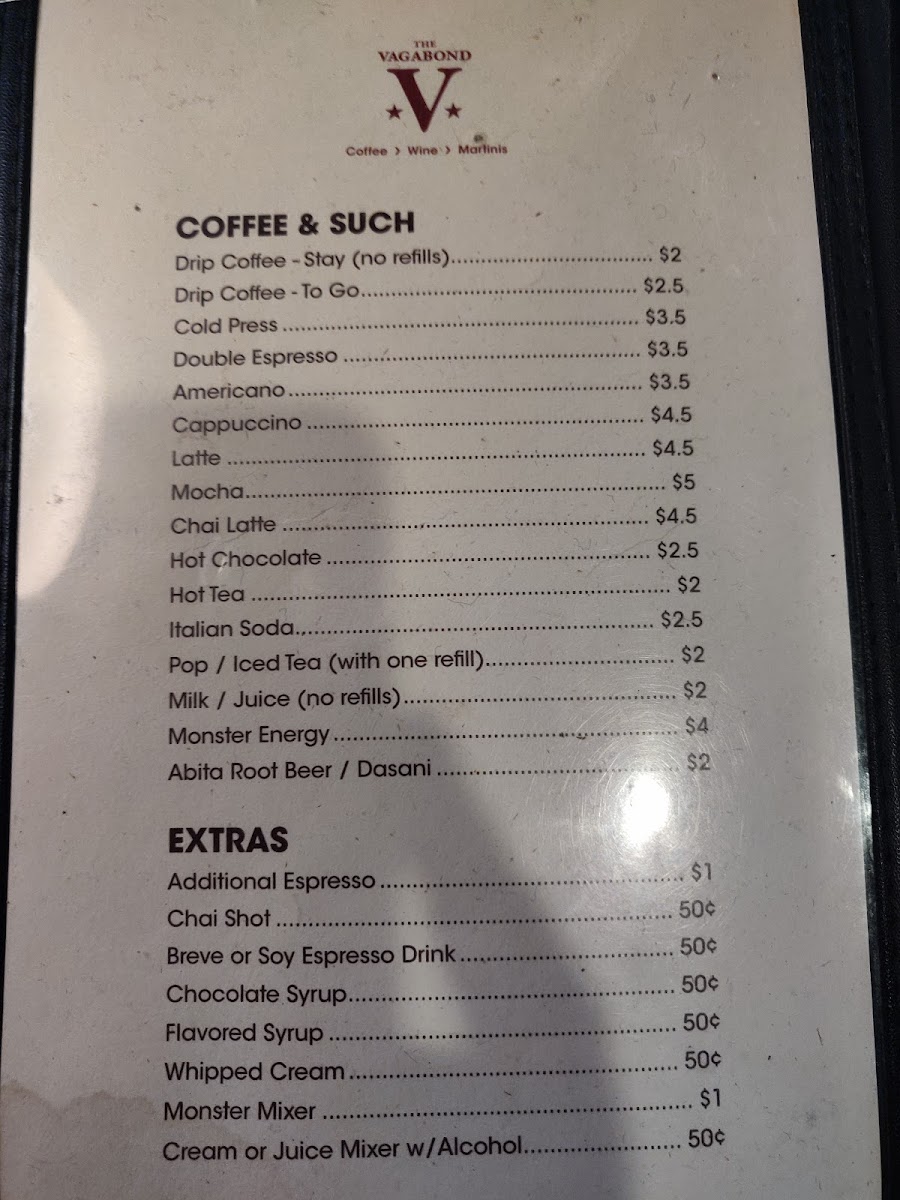 THE
VAGABOND
V
Coffee > Wine > Martinis
COFFEE & SUCH
Drip Coffee - Stay (no refills)........ $2
Drip Coffee - To Go........ $2.5
Cold Press ........ $3.5
Double Espresso ........ $3.5
Americano ........ $3.5
Cappuccino ........ $4.5
Latte ........ $4.5
Mocha........ $5
Chai Latte ........ $4.5
Hot Chocolate ........ $2.5
Hot Tea ........ $2
Italian Soda........ $2.5
Pop / Iced Tea (with one refill)........ $2
Milk / Juice (no refills)........ $2
Monster Energy ........ $4
Abita Root Beer / Dasani ........ $2
EXTRAS
Additional Espresso ........ $1
Chai Shot ........ 50¢
Breve or Soy Espresso Drink ........ 50¢
Chocolate Syrup........ 50¢
Flavored Syrup ........ 50¢
Whipped Cream ........ 50¢
Monster Mixer ........ $1
Cream or Juice Mixer w/Alcohol........ 50¢